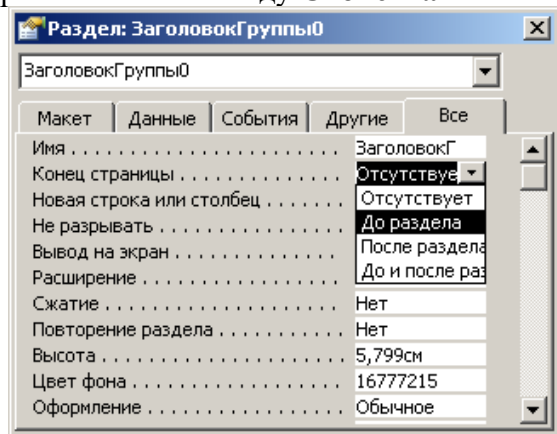 Раздел: ЗаголовокГруппы0
ЗаголовокГруппы0
Макет Данные События Другие Все
Имя . . . . . . . . . . . . . . . . . . . . . . . ЗаголовокГ
Конец страницы . . . . . . . . . . . . . Отсутствуе
Новая строка или столбец . . . . . . . Отсутствует
Не разрывать . . . . . . . . . . . . . . . До раздела
Вывод на экран . . . . . . . . . . . . . . После раздела
Расширение . . . . . . . . . . . . . . . . До и после раз
Сжатие . . . . . . . . . . . . . . . . . . . . Нет
Повторение раздела . . . . . . . . . . Нет
Высота . . . . . . . . . . . . . . . . . . . . 5,799см
Цвет фона . . . . . . . . . . . . . . . . . 16777215
Оформление . . . . . . . . . . . . . . . . Обычное